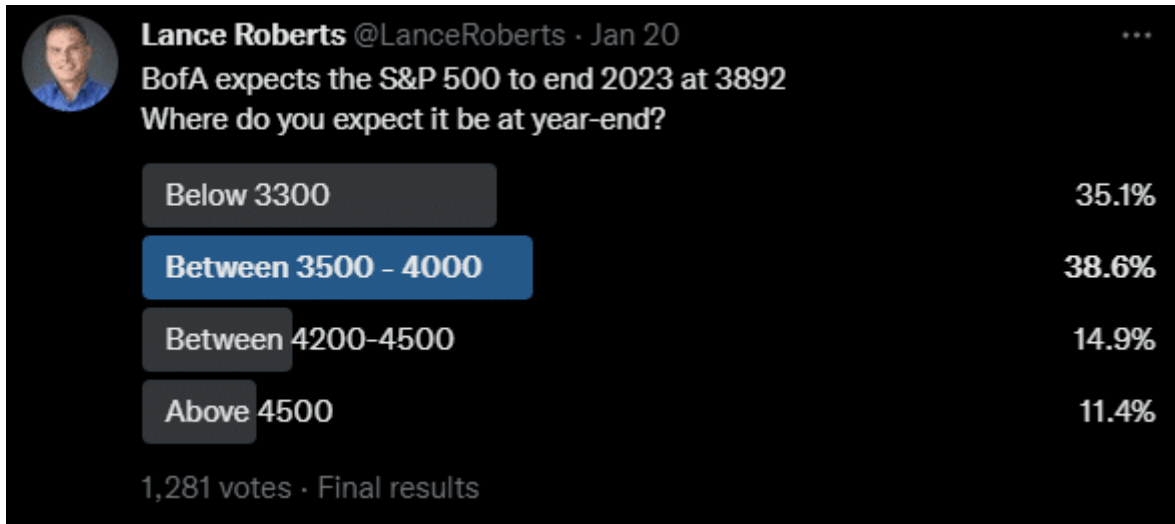 Lance Roberts @LanceRoberts · Jan 20 ...
BofA expects the S&P 500 to end 2023 at 3892
Where do you expect it be at year-end?
Below 3300 35.1%
Between 3500 - 4000 38.6%
Between 4200-4500 14.9%
Above 4500 11.4%
1,281 votes · Final results